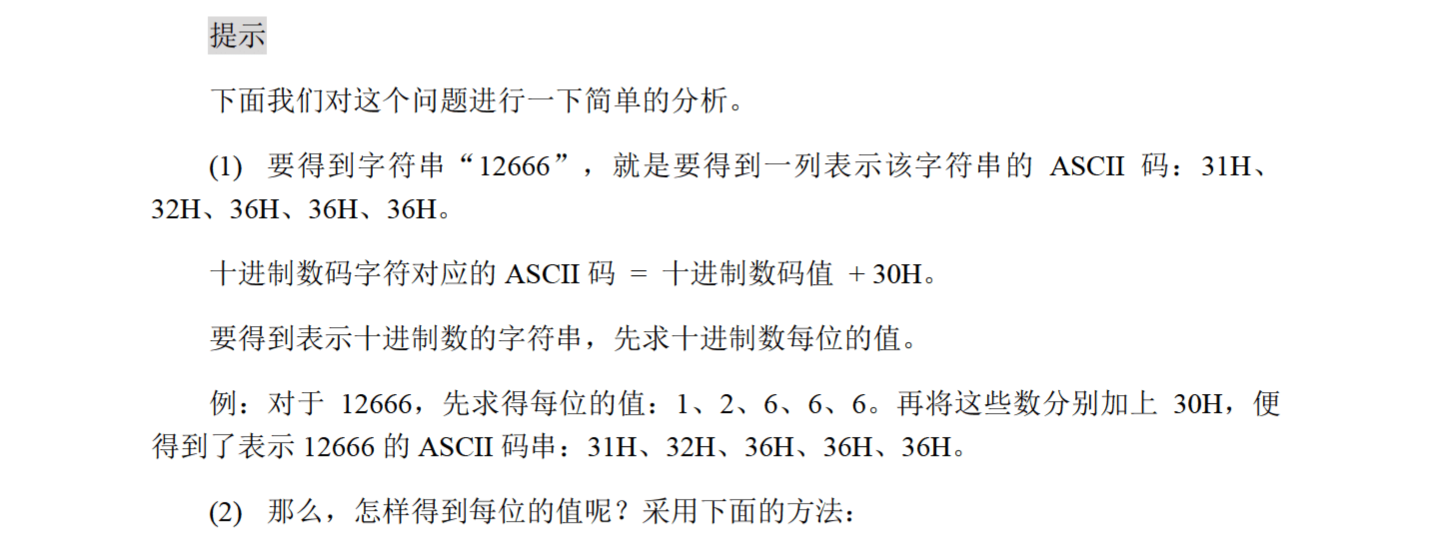 提示
下面我们对这个问题进行一下简单的分析。
(1) 要得到字符串“12666”，就是要得到一列表示该字符串的 ASCII 码：31H、
32H、36H、36H、36H。
十进制数码字符对应的 ASCII 码 = 十进制数码值 + 30H。
要得到表示十进制数的字符串，先求十进制数每位的值。
例：对于 12666，先求得每位的值：1、2、6、6、6。再将这些数分别加上 30H，便
得到了表示 12666 的 ASCII 码串：31H、32H、36H、36H、36H。
(2) 那么，怎样得到每位的值呢？采用下面的方法：